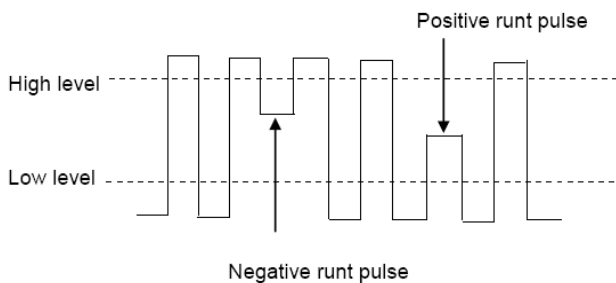 Positive runt pulse
High level
Low level
Negative runt pulse